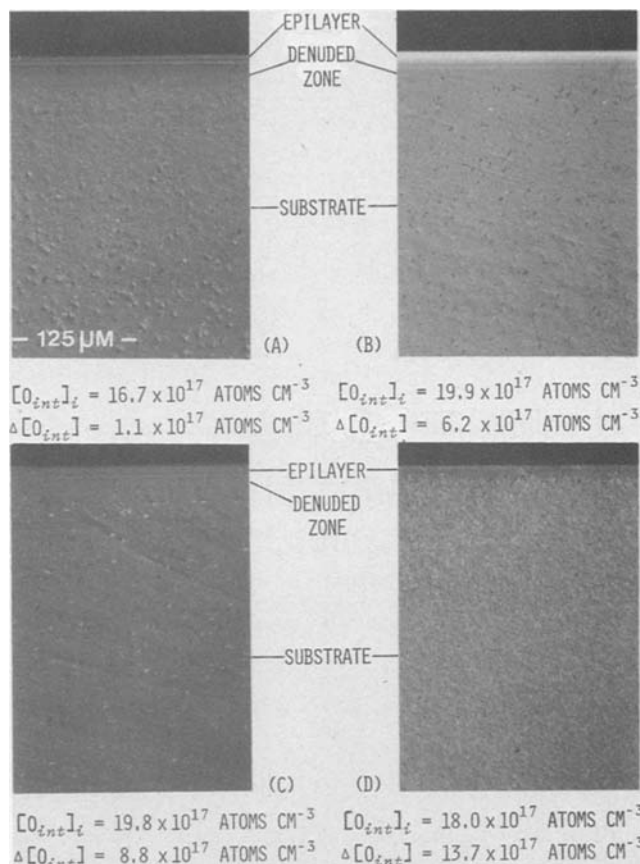 EPILAYER
DENUDED
ZONE
SUBSTRATE
— 125 μM —
(A) (B)
[O_int]_i = 16.7 x 10^17 ATOMS CM^-3 [O_int]_i = 19.9 x 10^17 ATOMS CM^-3
Δ[O_int] = 1.1 x 10^17 ATOMS CM^-3 Δ[O_int] = 6.2 x 10^17 ATOMS CM^-3
EPILAYER
DENUDED
ZONE
SUBSTRATE
(C) (D)
[O_int]_i = 19.8 x 10^17 ATOMS CM^-3 [O_int]_i = 18.0 x 10^17 ATOMS CM^-3
Δ[O_int] = 8.8 x 10^17 ATOMS CM^-3 Δ[O_int] = 13.7 x 10^17 ATOMS CM^-3